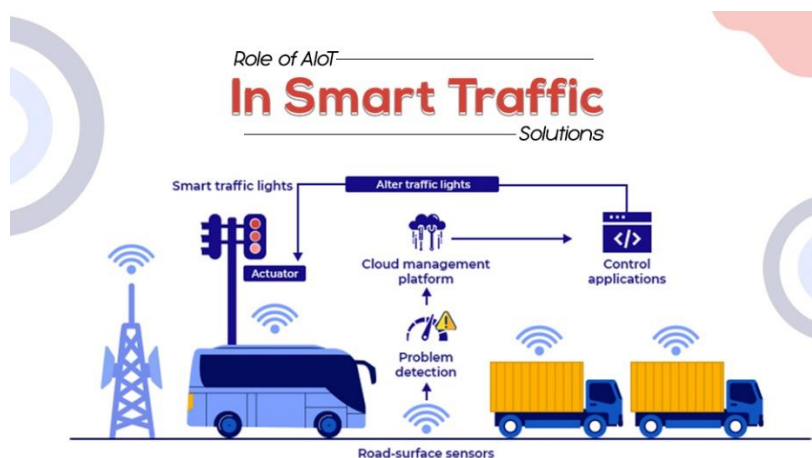 Role of AIoT
In Smart Traffic
Solutions
Smart traffic lights
Alter traffic lights
Actuator
Cloud management
platform
Control
applications
Problem
detection
Road-surface sensors